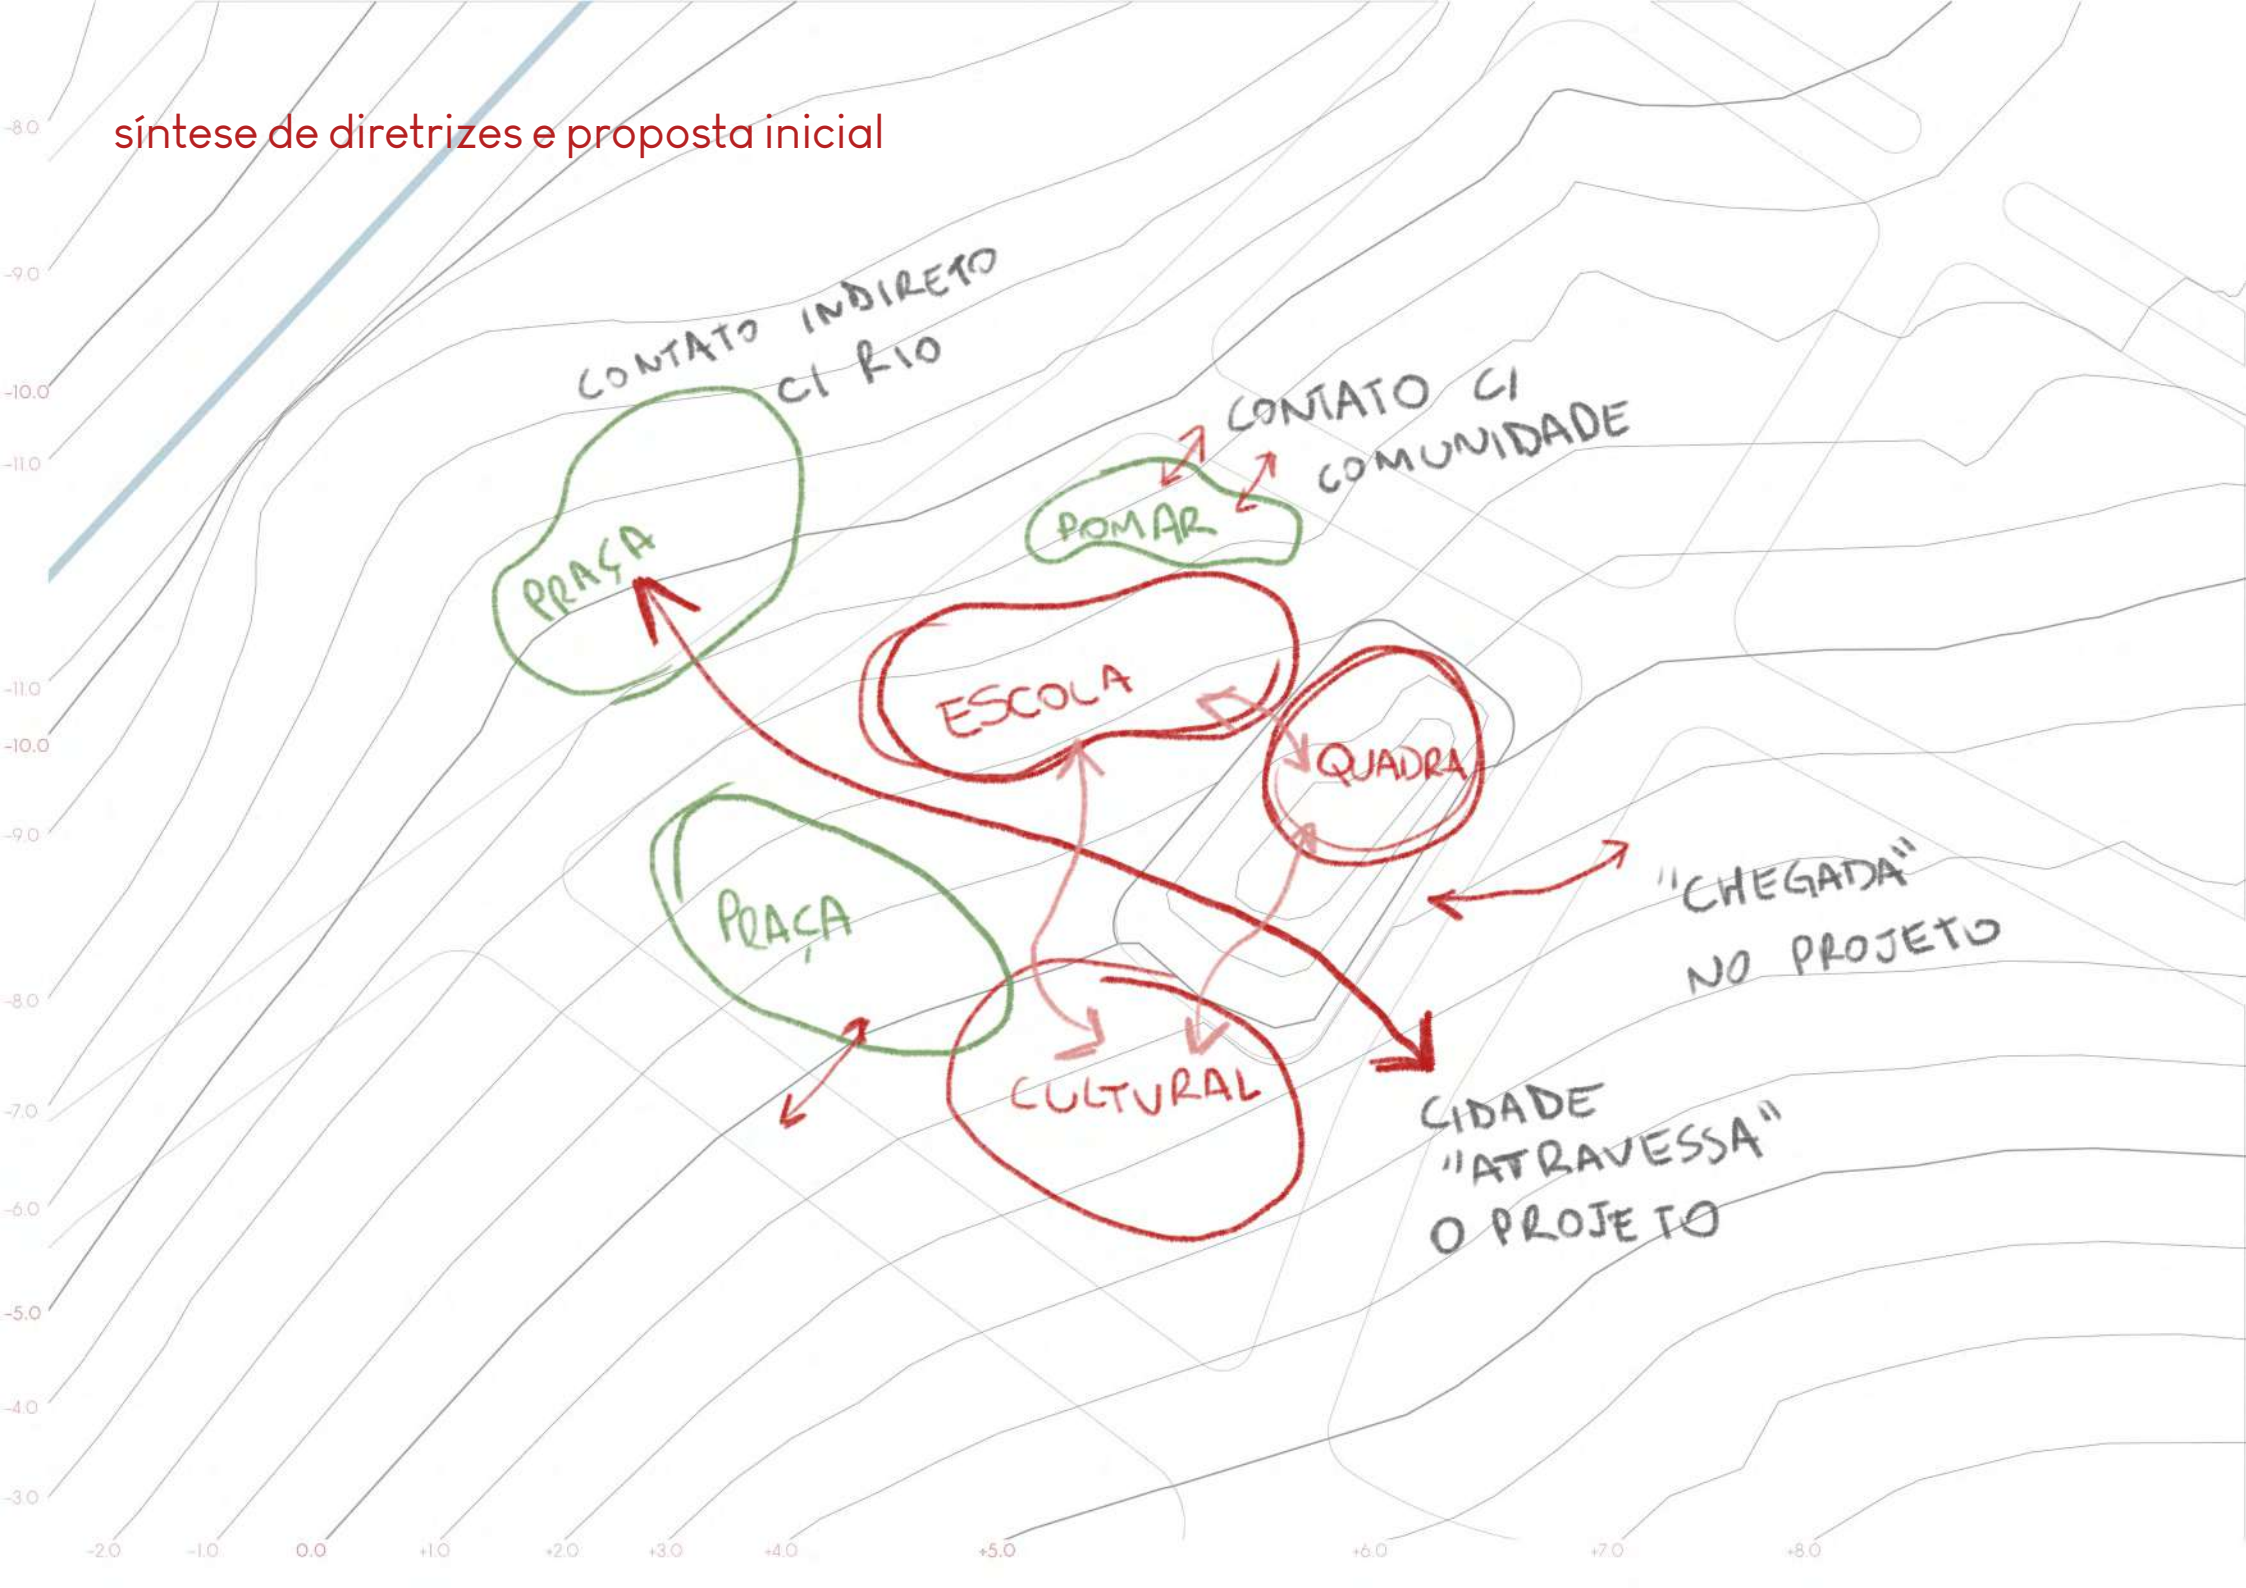 síntese de diretrizes e proposta inicial
-8.0
-9.0
-10.0
-11.0
CONTATO INDIRETO
C/ RIO
CONTATO C/
COMUNIDADE
POMAR
PRAÇA
ESCOLA
QUADRA
-11.0
-10.0
-9.0
-8.0
-7.0
-6.0
-5.0
-4.0
-3.0
PRAÇA
"CHEGADA"
NO PROJETO
CULTURAL
CIDADE
"ATRAVESSA"
O PROJETO
-2.0 -1.0 0.0 +1.0 +2.0 +3.0 +4.0 +5.0 +6.0 +7.0 +8.0